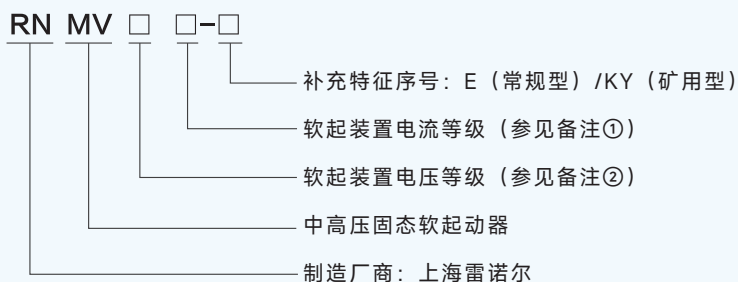 RN MV □ □-□
补充特征序号：E（常规型）/KY（矿用型）
软起装置电流等级（参见备注①）
软起装置电压等级（参见备注②）
中高压固态软起动器
制造厂商：上海雷诺尔